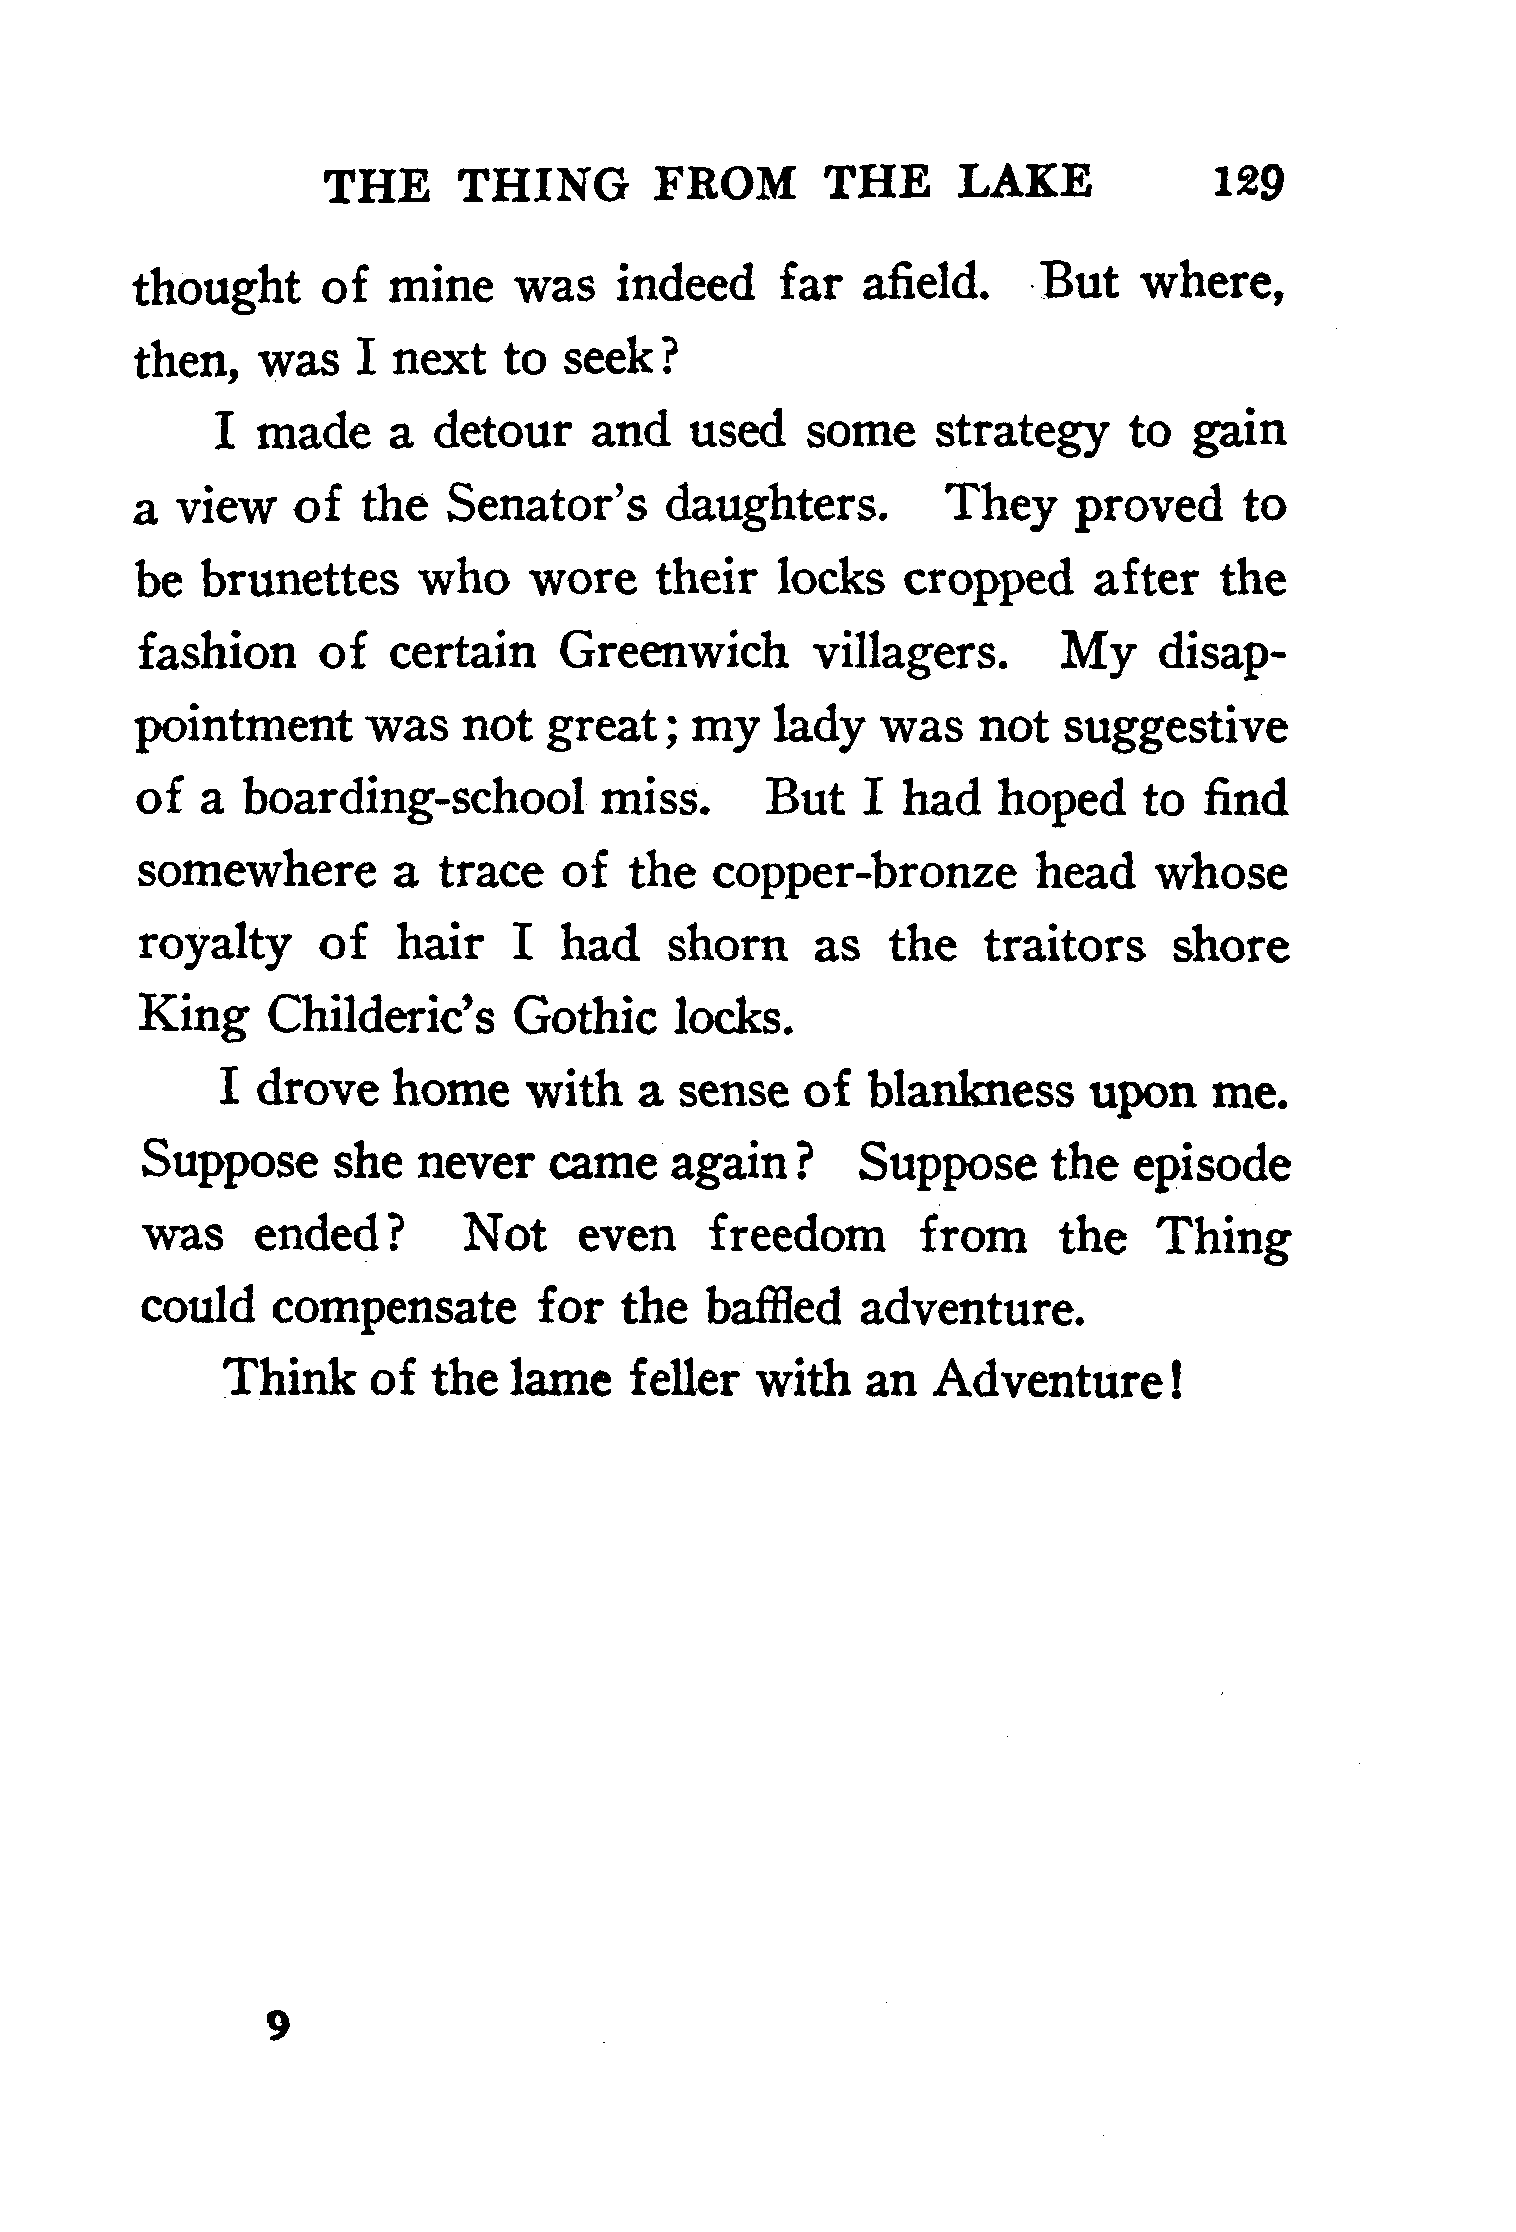 THE THING FROM THE LAKE 129
thought of mine was indeed far afield. But where,
then, was I next to seek?
I made a detour and used some strategy to gain
a view of the Senator's daughters. They proved to
be brunettes who wore their locks cropped after the
fashion of certain Greenwich villagers. My disap-
pointment was not great; my lady was not suggestive
of a boarding-school miss. But I had hoped to find
somewhere a trace of the copper-bronze head whose
royalty of hair I had shorn as the traitors shore
King Childeric's Gothic locks.
I drove home with a sense of blankness upon me.
Suppose she never came again? Suppose the episode
was ended? Not even freedom from the Thing
could compensate for the baffled adventure.
Think of the lame feller with an Adventure!
9